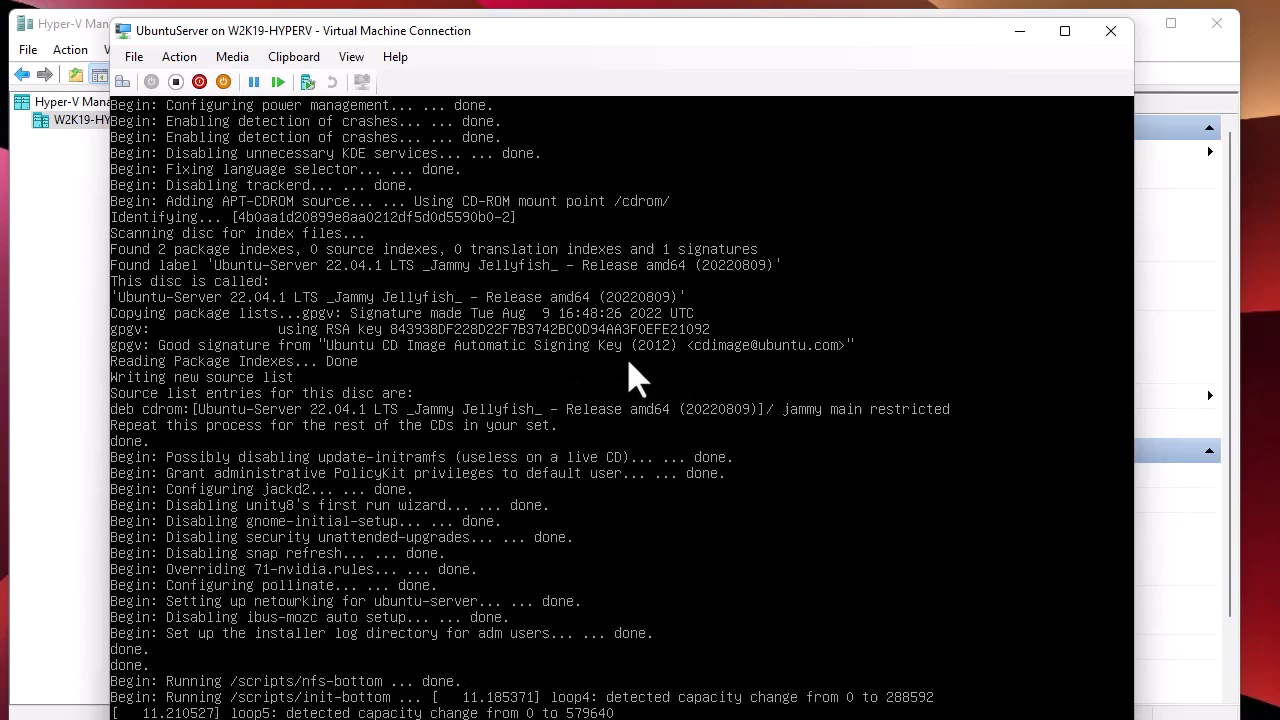 Hyper-V Man
UbuntuServer on W2K19-HYPERV - Virtual Machine Connection
File Action V
File Action Media View Clipboard Help
Hyper-V Mana
W2K19-HY
Begin: Configuring power management... ... done.
Begin: Enabling detection of crashes... ... done.
Begin: Enabling detection of crashes... ... done.
Begin: Disabling unnecessary KDE services... ... done.
Begin: Fixing language selector... ... done.
Begin: Disabling trackerd... ... done.
Begin: Adding APT-CDROM source... ... Using CD-ROM mount point /cdrom/
Identifying... [4b0aa1d20899e8aa0212df5d0d5590b0-2]
Scanning disc for index files...
Found 2 package indexes, 0 source indexes, 0 translation indexes and 1 signatures
Found label 'Ubuntu-Server 22.04.1 LTS _Jammy Jellyfish_ - Release amd64 (20220809)'
This disc is called:
'Ubuntu-Server 22.04.1 LTS _Jammy Jellyfish_ - Release amd64 (20220809)'
Copying package lists...gpgv: Signature made Tue Aug  9 16:48:26 2022 UTC
gpgv:                using RSA key 843938DF228D22F7B3742BC0D94AA3F0EFE21092
gpgv: Good signature from "Ubuntu CD Image Automatic Signing Key (2012) <cdimage@ubuntu.com>"
Reading Package Indexes... Done
Writing new source list
Source list entries for this disc are:
deb cdrom:[Ubuntu-Server 22.04.1 LTS _Jammy Jellyfish_ - Release amd64 (20220809)]/ jammy main restricted
Repeat this process for the rest of the CDs in your set.
done.
Begin: Possibly disabling update-initramfs (useless on a live CD)... ... done.
Begin: Grant administrative PolicyKit privileges to default user... ... done.
Begin: Configuring jackd2... ... done.
Begin: Disabling unity8's first run wizard... ... done.
Begin: Disabling gnome-initial-setup... ... done.
Begin: Disabling security unattended-upgrades... ... done.
Begin: Disabling snap refresh... ... done.
Begin: Overriding 71-nvidia.rules... ... done.
Begin: Configuring pollinate... ... done.
Begin: Setting up netowrking for ubuntu-server... ... done.
Begin: Disabling ibus-mozc auto setup... ... done.
Begin: Set up the installer log directory for adm users... ... done.
done.
done.
Begin: Running /scripts/nfs-bottom ... done.
Begin: Running /scripts/init-bottom ... [   11.185371] loop4: detected capacity change from 0 to 288592
[   11.210527] loop5: detected capacity change from 0 to 579640